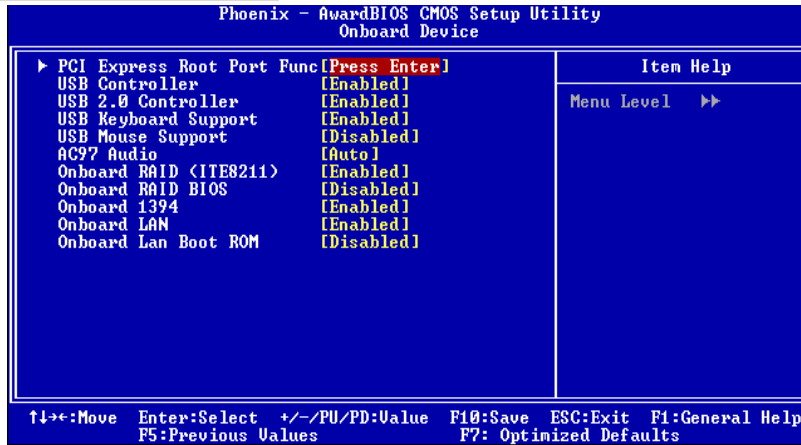 Phoenix - AwardBIOS CMOS Setup Utility
Onboard Device
▶ PCI Express Root Port Func[Press Enter]
USB Controller [Enabled]
USB 2.0 Controller [Enabled]
USB Keyboard Support [Enabled]
USB Mouse Support [Disabled]
AC97 Audio [Auto]
Onboard RAID (ITE8211) [Enabled]
Onboard RAID BIOS [Disabled]
Onboard 1394 [Enabled]
Onboard LAN [Enabled]
Onboard Lan Boot ROM [Disabled]
Item Help
Menu Level ▶▶
↑↓→←:Move Enter:Select +/-/PU/PD:Value F10:Save ESC:Exit F1:General Help
F5:Previous Values F7: Optimized Defaults